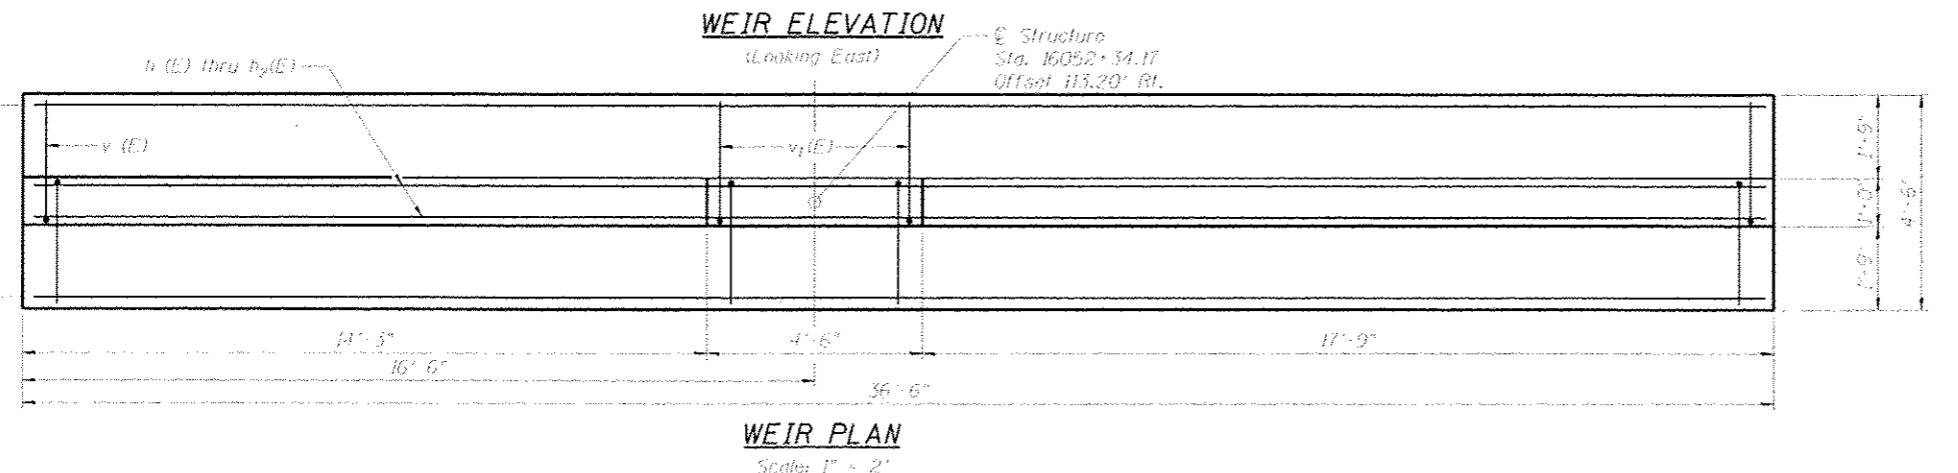 WEIR ELEVATION
(Looking East)
℄ Structure
Sta. 16052+34.17
Offset 113.20' Rt.
h (E) thru h₂(E)
v (E)
v₁(E)
1'-9"
1'-0"
4'-6"
1'-9"
14'-3"
4'-6"
17'-9"
16'-6"
36'-6"
WEIR PLAN
Scale: 1" = 2'